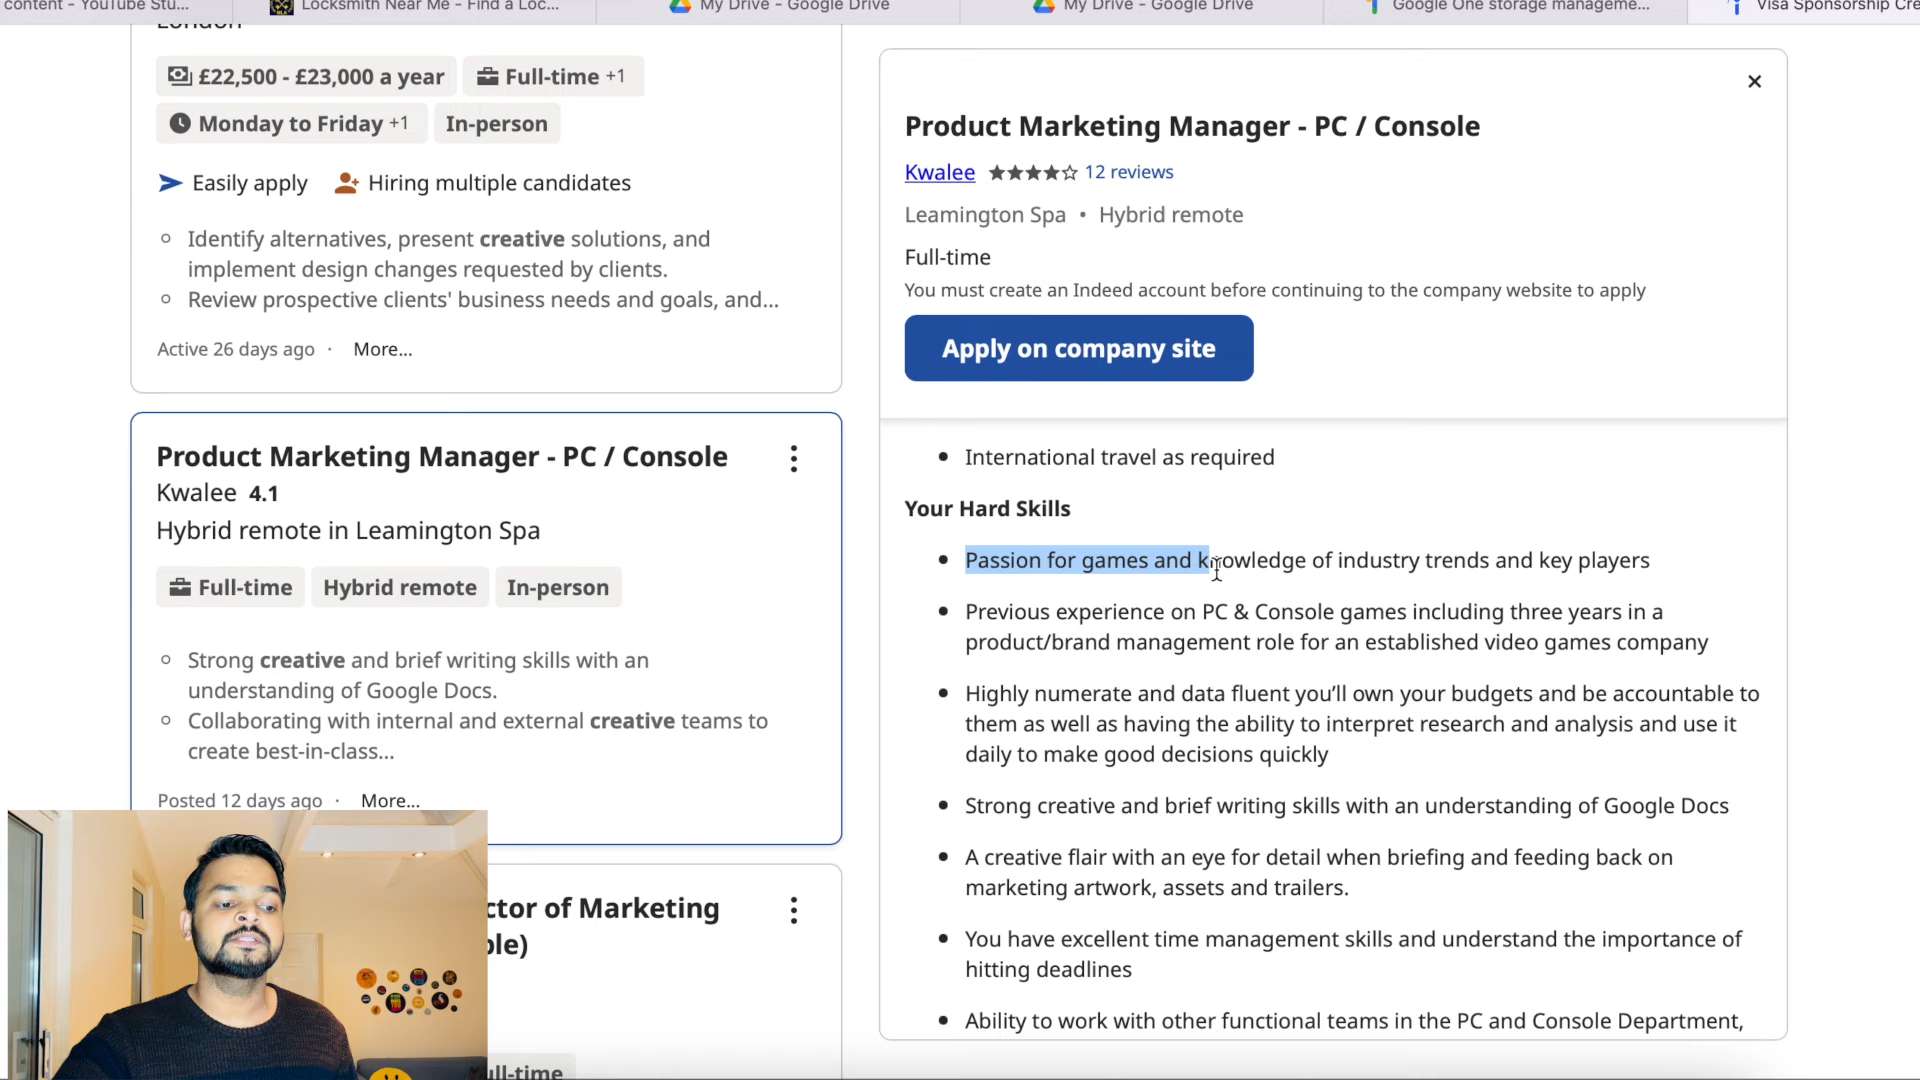 content - YouTube Stu...
Locksmith Near Me - Find a Loc...
My Drive - Google Drive
My Drive - Google Drive
Google One storage manageme...
Visa Sponsorship Cre
London
£22,500 - £23,000 a year
Full-time +1
Monday to Friday +1
In-person
Easily apply
Hiring multiple candidates
Identify alternatives, present creative solutions, and
implement design changes requested by clients.
Review prospective clients' business needs and goals, and...
Active 26 days ago · More...
Product Marketing Manager - PC / Console
Kwalee 4.1
Hybrid remote in Leamington Spa
Full-time
Hybrid remote
In-person
Strong creative and brief writing skills with an
understanding of Google Docs.
Collaborating with internal and external creative teams to
create best-in-class...
Posted 12 days ago · More...
ctor of Marketing
ble)
ull-time
Product Marketing Manager - PC / Console
Kwalee 12 reviews
Leamington Spa • Hybrid remote
Full-time
You must create an Indeed account before continuing to the company website to apply
Apply on company site
• International travel as required
Your Hard Skills
• Passion for games and knowledge of industry trends and key players
• Previous experience on PC & Console games including three years in a
product/brand management role for an established video games company
• Highly numerate and data fluent you’ll own your budgets and be accountable to
them as well as having the ability to interpret research and analysis and use it
daily to make good decisions quickly
• Strong creative and brief writing skills with an understanding of Google Docs
• A creative flair with an eye for detail when briefing and feeding back on
marketing artwork, assets and trailers.
• You have excellent time management skills and understand the importance of
hitting deadlines
• Ability to work with other functional teams in the PC and Console Department,